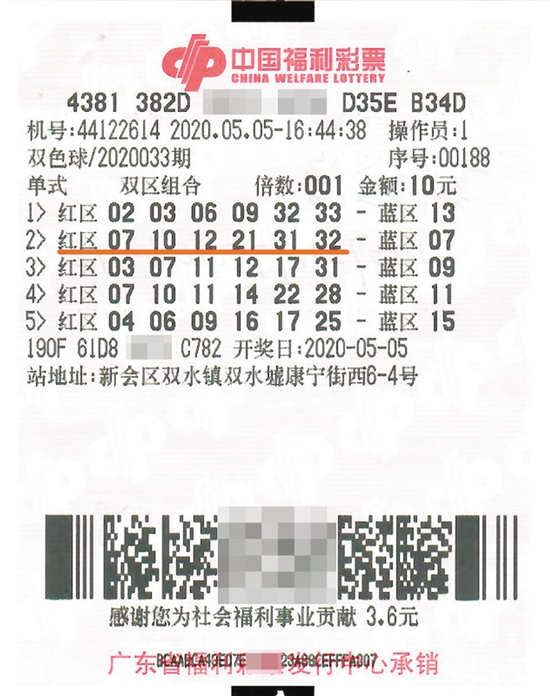 中国福利彩票
CHINA WELFARE LOTTERY
4381 382D D35E B34D
机号:44122614 2020.05.05-16:44:38 操作员:1
双色球/2020033期 序号:00188
单式 双区组合 倍数:001 金额:10元
1> 红区 02 03 06 09 32 33 - 蓝区 13
2> 红区 07 10 12 21 31 32 - 蓝区 07
3> 红区 03 07 11 12 17 31 - 蓝区 09
4> 红区 07 10 11 14 22 28 - 蓝区 11
5> 红区 04 06 09 16 17 25 - 蓝区 15
190F 61D8 C782 开奖日:2020-05-05
站地址:新会区双水镇双水墟康宁街西6-4号
感谢您为社会福利事业贡献 3.6元
广东省福利 发行中心承销